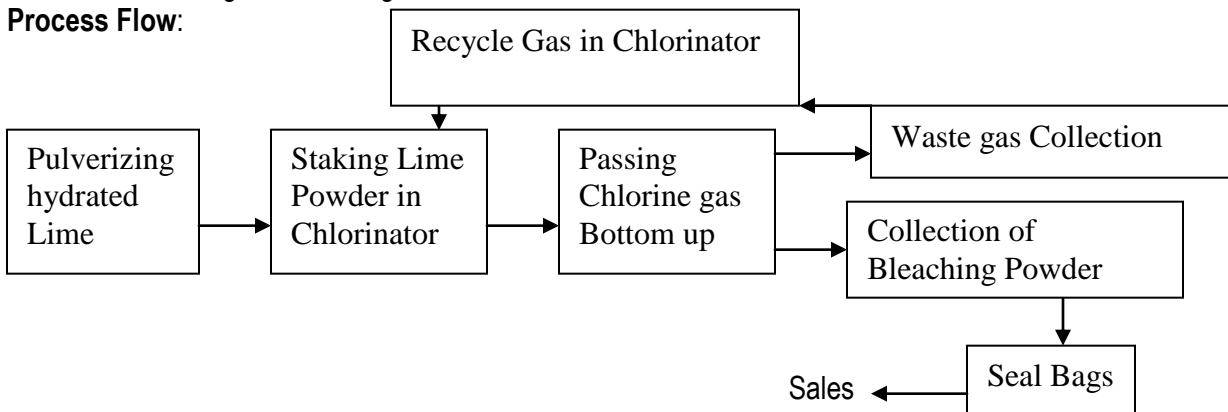 Process Flow:
Recycle Gas in Chlorinator
Pulverizing
hydrated
Lime
Staking Lime
Powder in
Chlorinator
Passing
Chlorine gas
Bottom up
Waste gas Collection
Collection of
Bleaching Powder
Seal Bags
Sales